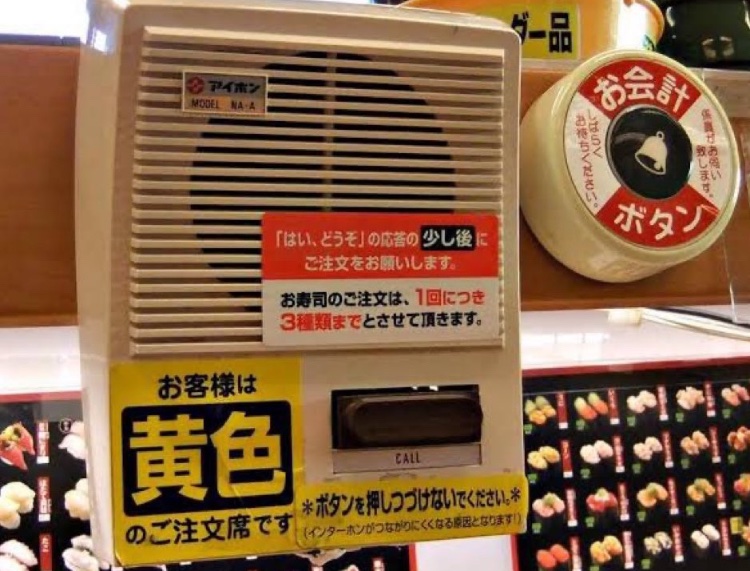 ダー品
アイホン
MODEL NA-A
お会計
しばらく
お待ちください。
係員がお伺い
致します。
ボタン
「はい、どうぞ」の応答の 少し後 に
ご注文をお願いします。
お寿司のご注文は、1回につき
3種類までとさせて頂きます。
CALL
お客様は
黄色
のご注文席です
＊ボタンを押しつづけないでください。＊
(インターホンがつながりにくくなる原因となります！)